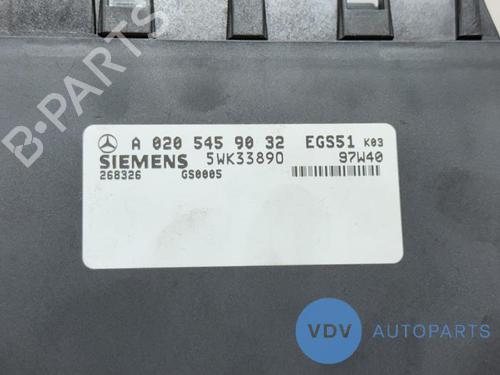 A 020 545 90 32 EGS51 K03
SIEMENS 5WK33890 97W40
268326 GS0005
B-PARTS
VDV AUTOPARTS